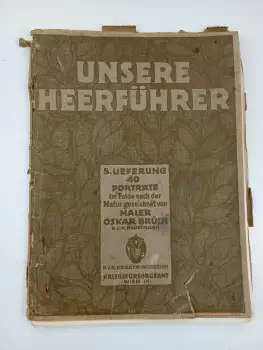 UNSERE
HEERFÜHRER
5. LIEFERUNG
40
PORTRÄTE
im Felde nach der
Natur gezeichnet von
MALER
OSKAR BRÜCH
K.u.K. HAUPTMANN
K.u.K. KRIEGSMINISTERIUM
KRIEGSFÜRSORGEAMT
WIEN. IX.